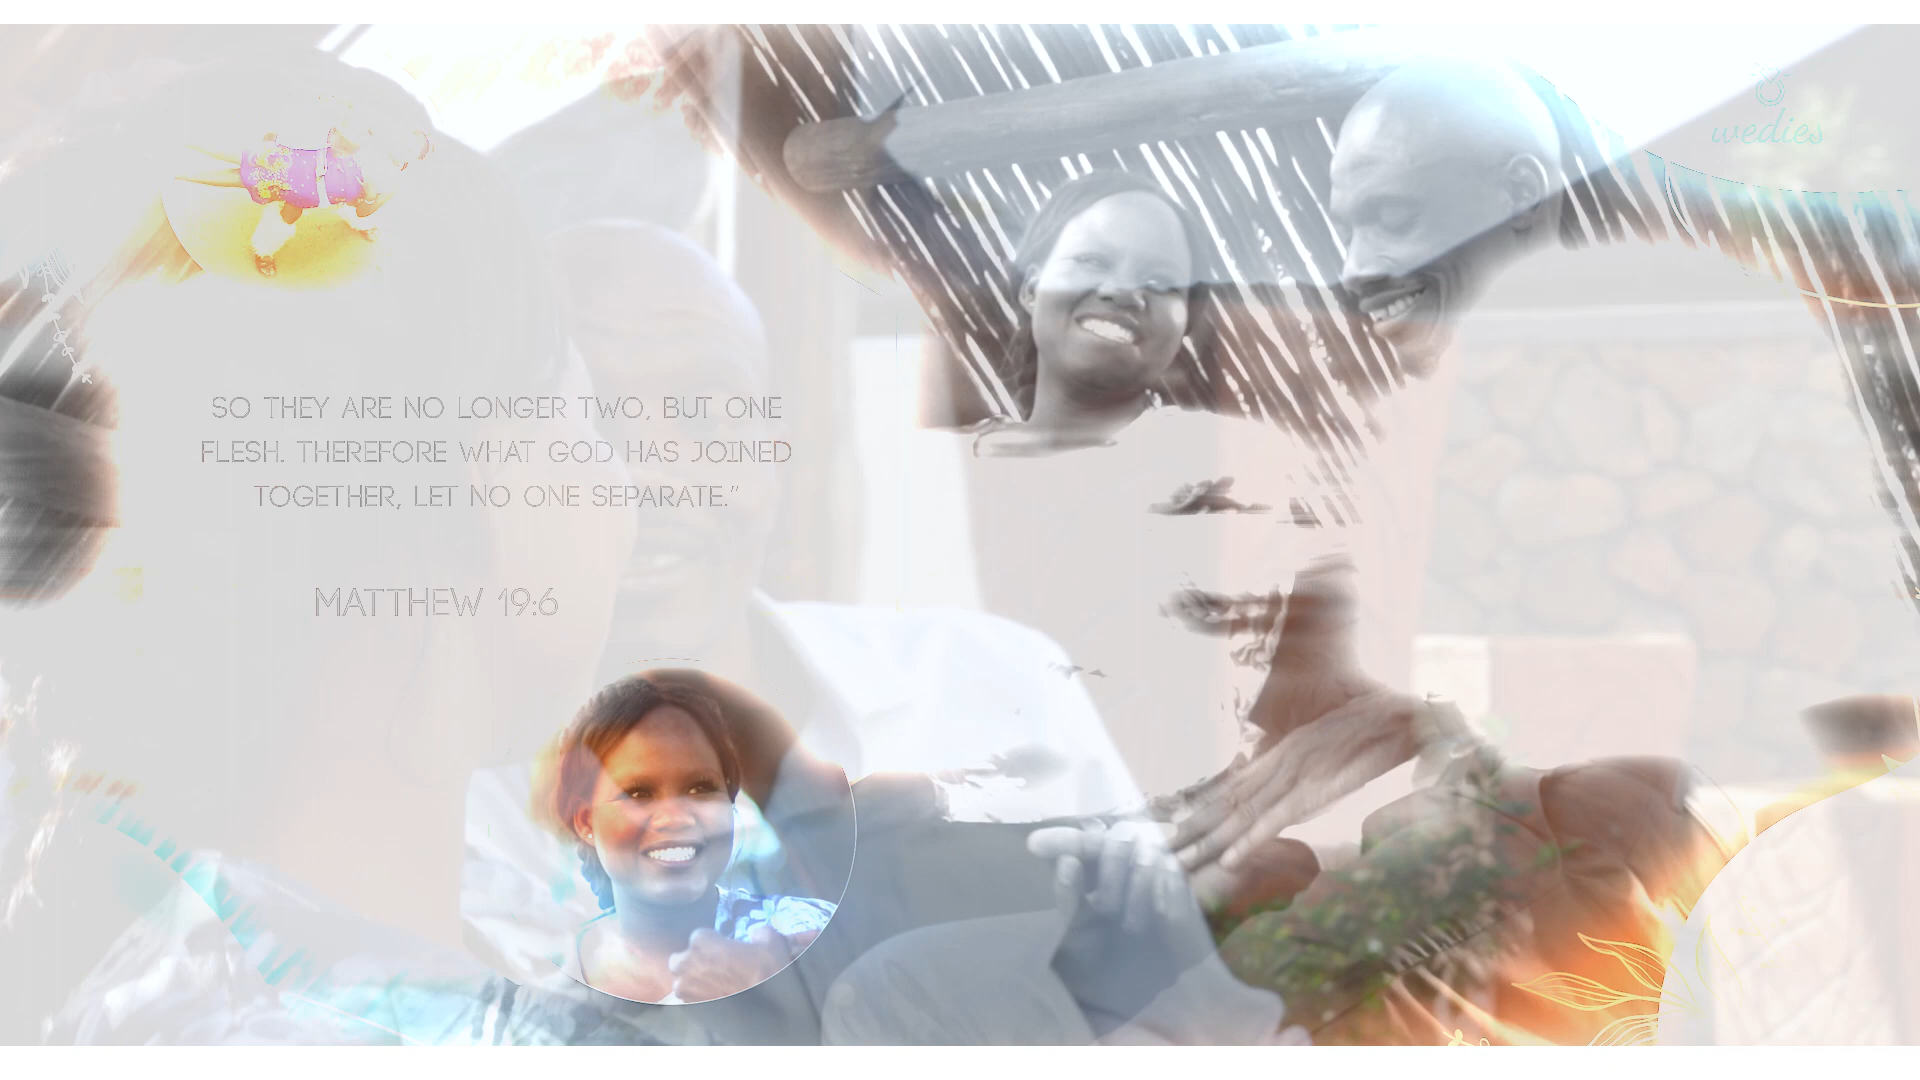 wedies
SO THEY ARE NO LONGER TWO, BUT ONE
FLESH. THEREFORE WHAT GOD HAS JOINED
TOGETHER, LET NO ONE SEPARATE.”
MATTHEW 19:6